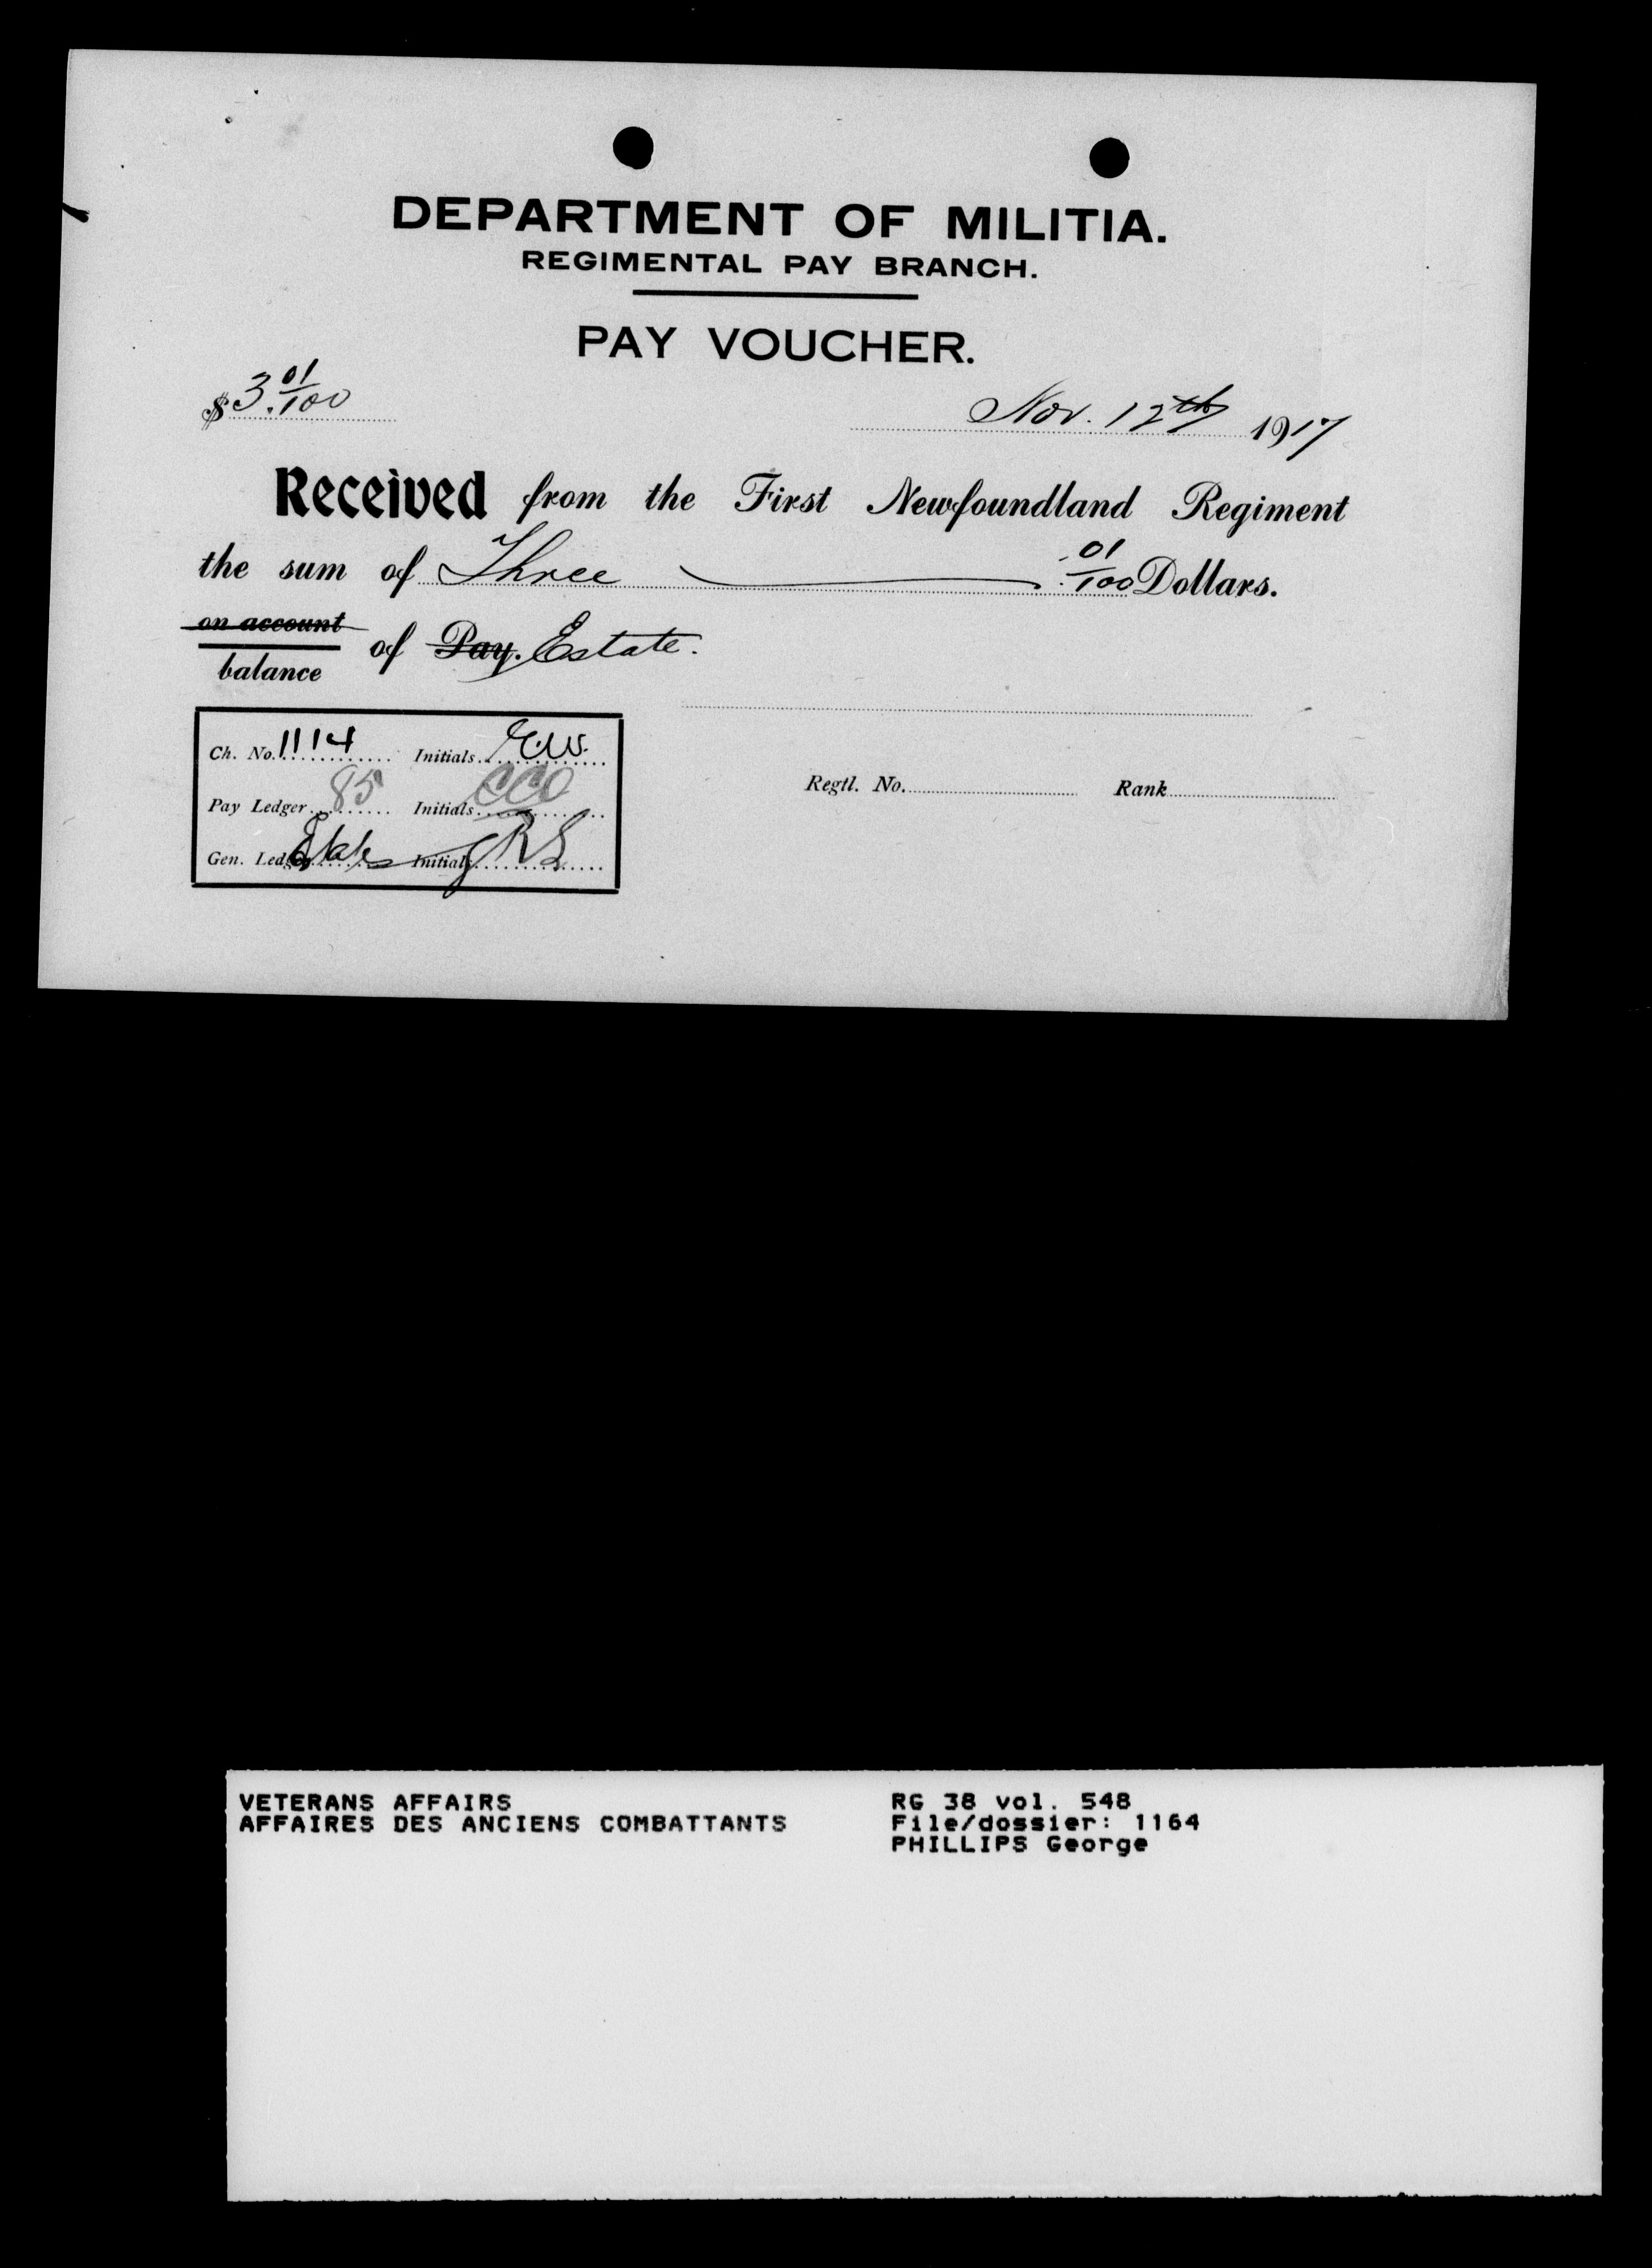 DEPARTMENT OF MILITIA.
REGIMENTAL PAY BRANCH.
PAY VOUCHER.
$ 3. 01/100
Nov. 12th 1917
Received from the First Newfoundland Regiment
the sum of Three 01/100 Dollars.
on account
balance of Pay. Estate.
Ch. No. 1114 Initials E.W.
Pay Ledger 85 Initials CCO
Gen. Ledger Initials
Regtl. No. Rank
VETERANS AFFAIRS
AFFAIRES DES ANCIENS COMBATTANTS
RG 38 vol. 548
File/dossier: 1164
PHILLIPS George